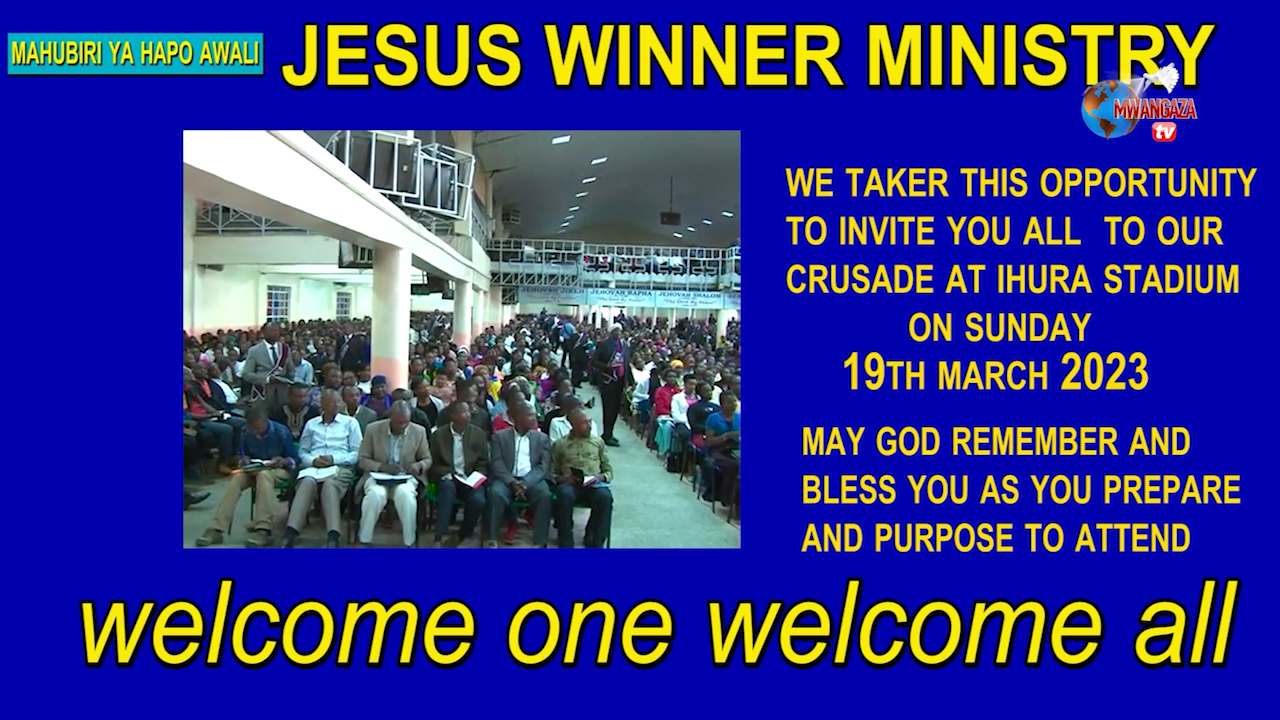 MAHUBIRI YA HAPO AWALI
JESUS WINNER MINISTRY
MWANGAZA
tv
WE TAKER THIS OPPORTUNITY
TO INVITE YOU ALL TO OUR
CRUSADE AT IHURA STADIUM
ON SUNDAY
19TH MARCH 2023
MAY GOD REMEMBER AND
BLESS YOU AS YOU PREPARE
AND PURPOSE TO ATTEND
JEHOVAH JIREH
JEHOVAH RAPHA
JEHOVAH SHALOM
welcome one welcome all